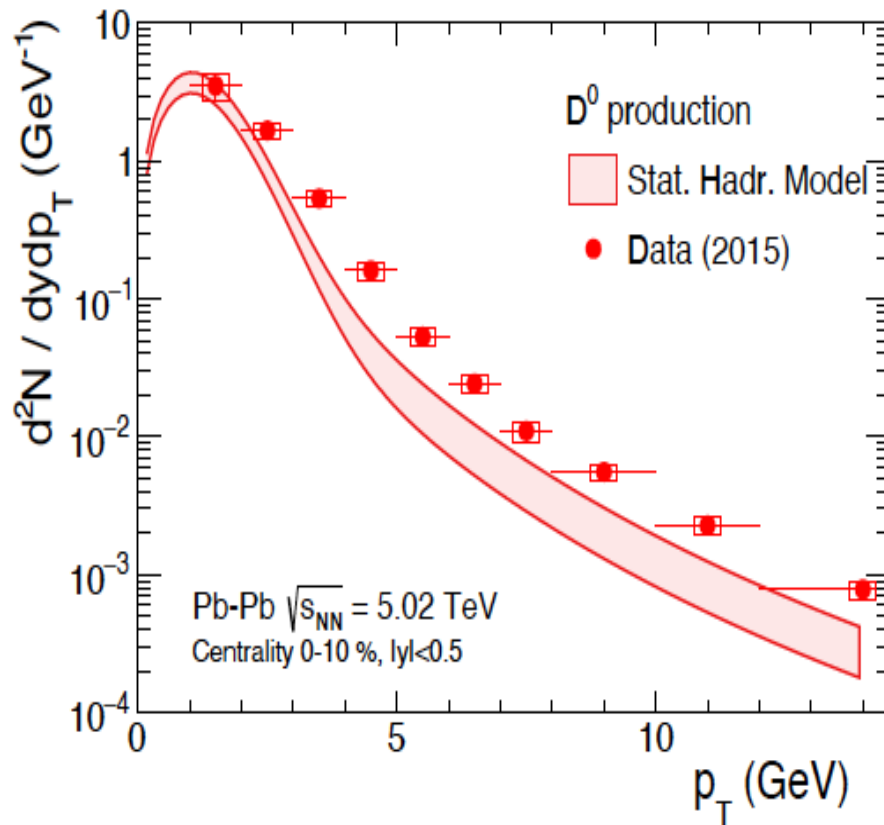 d²N / dydp_T (GeV⁻¹)
10
1
10⁻¹
10⁻²
10⁻³
10⁻⁴
D⁰ production
Stat. Hadr. Model
Data (2015)
Pb-Pb √s_NN = 5.02 TeV
Centrality 0-10 %, |y|<0.5
0 5 10
p_T (GeV)